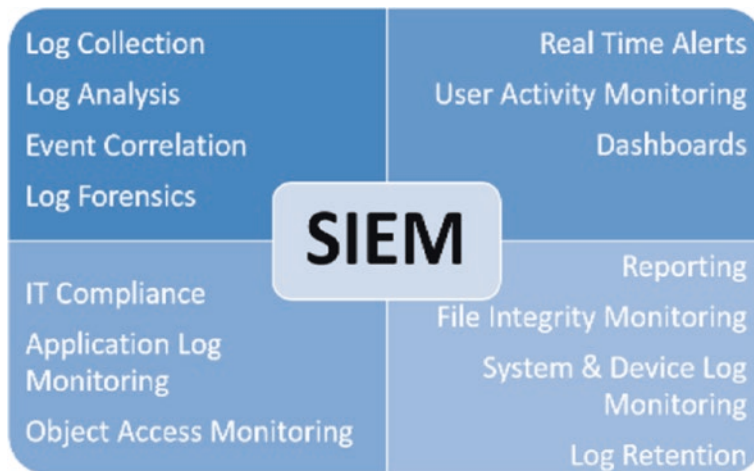 Log Collection
Log Analysis
Event Correlation
Log Forensics
Real Time Alerts
User Activity Monitoring
Dashboards
SIEM
IT Compliance
Application Log
Monitoring
Object Access Monitoring
Reporting
File Integrity Monitoring
System & Device Log
Monitoring
Log Retention